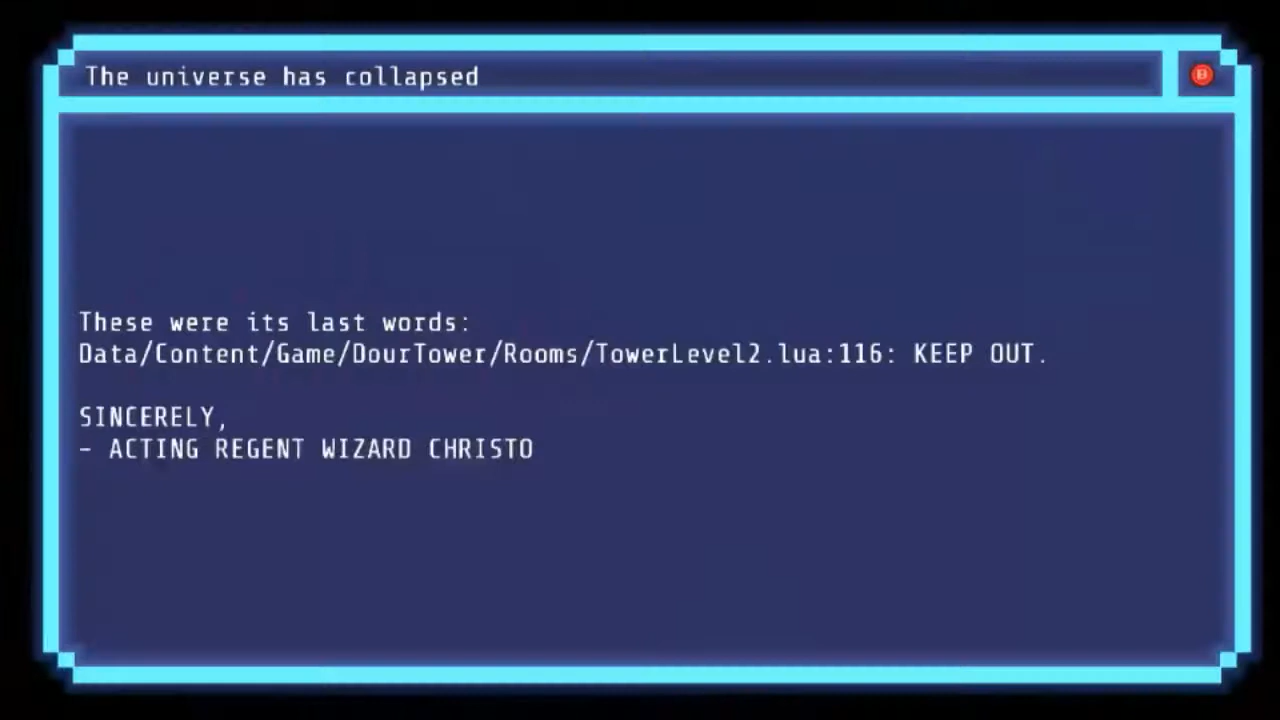 The universe has collapsed
B
These were its last words:
Data/Content/Game/DourTower/Rooms/TowerLevel2.lua:116: KEEP OUT.
SINCERELY,
- ACTING REGENT WIZARD CHRISTO